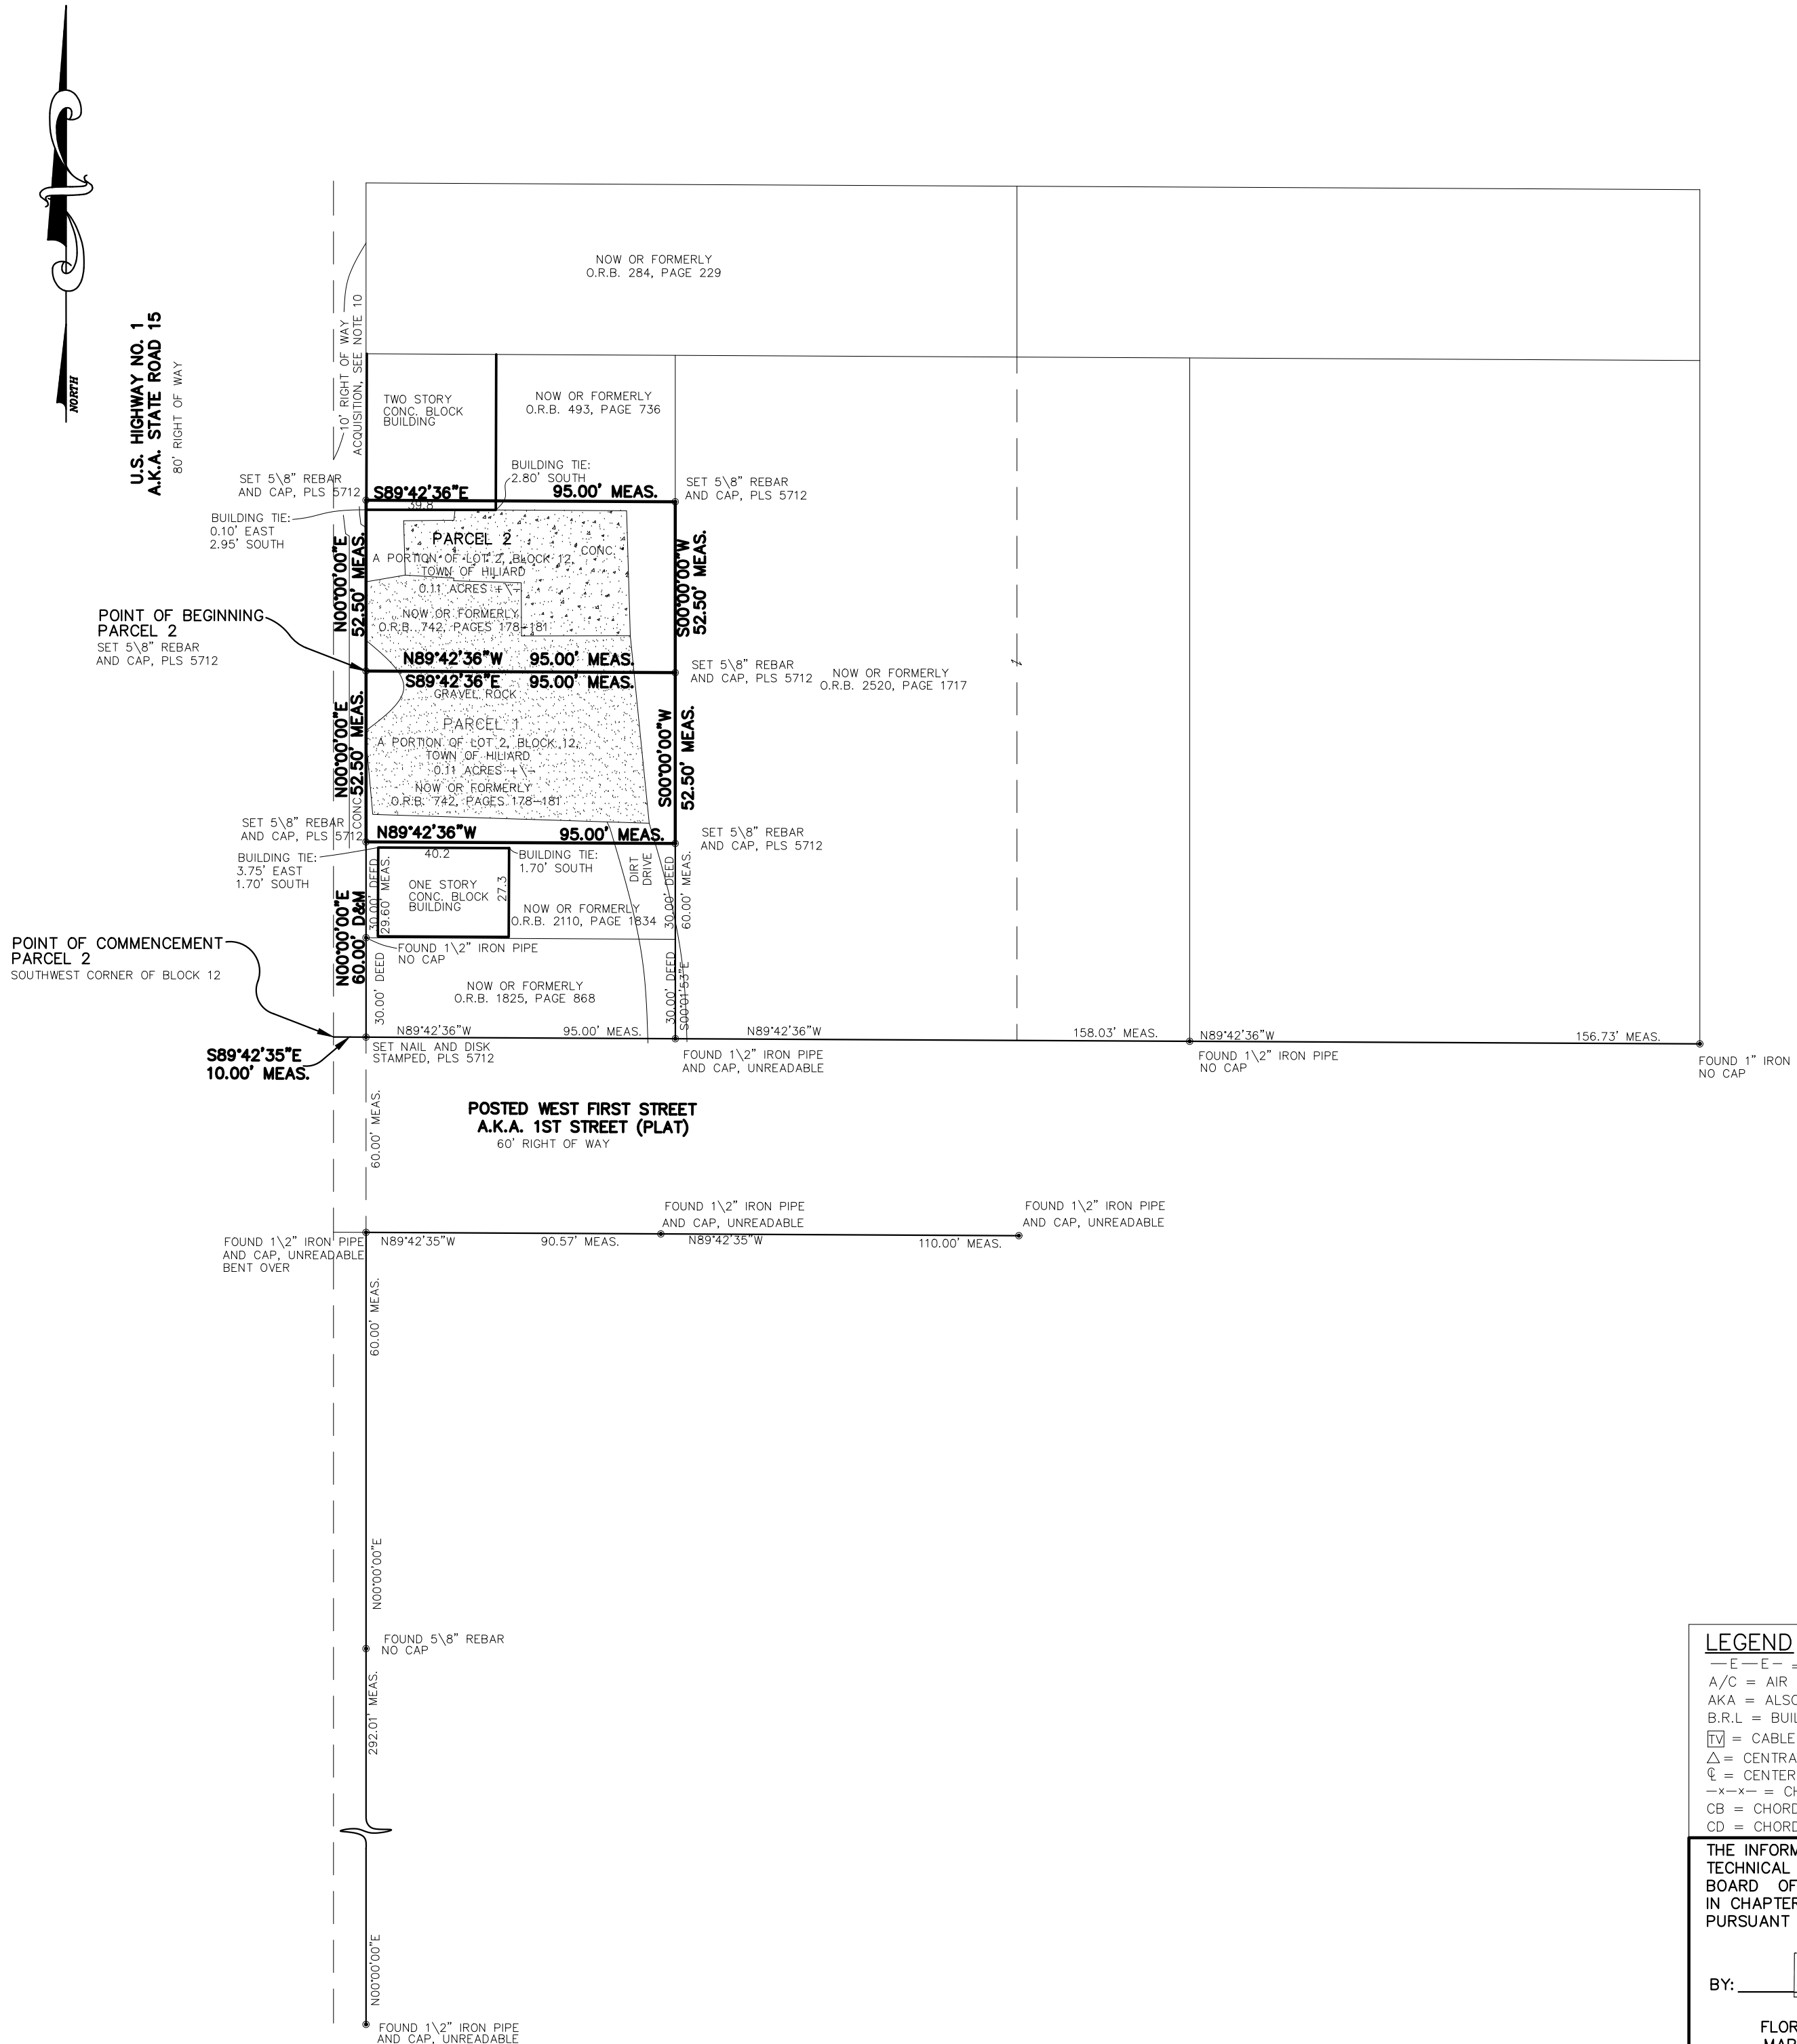 NORTH
U.S. HIGHWAY NO. 1
A.K.A. STATE ROAD 15
80' RIGHT OF WAY
10' RIGHT OF WAY
ACQUISITION, SEE NOTE 10
NOW OR FORMERLY
O.R.B. 284, PAGE 229
TWO STORY
CONC. BLOCK
BUILDING
NOW OR FORMERLY
O.R.B. 493, PAGE 736
SET 5\8" REBAR
AND CAP, PLS 5712
BUILDING TIE:
2.80' SOUTH
SET 5\8" REBAR
AND CAP, PLS 5712
S89°42'36"E
95.00' MEAS.
39.8
BUILDING TIE:
0.10' EAST
2.95' SOUTH
N00°00'00"E
52.50' MEAS.
PARCEL 2
CONC.
A PORTION OF LOT 2, BLOCK 12,
TOWN OF HILIARD
0.11 ACRES +\-
NOW OR FORMERLY
O.R.B. 742, PAGES 178-181
S00°00'00"W
52.50' MEAS.
POINT OF BEGINNING
PARCEL 2
SET 5\8" REBAR
AND CAP, PLS 5712
N89°42'36"W
95.00' MEAS.
S89°42'36"E
95.00' MEAS.
SET 5\8" REBAR
AND CAP, PLS 5712
NOW OR FORMERLY
O.R.B. 2520, PAGE 1717
GRAVEL ROCK
PARCEL 1
A PORTION OF LOT 2, BLOCK 12,
TOWN OF HILIARD
0.11 ACRES +\-
NOW OR FORMERLY
O.R.B. 742, PAGES 178-181
N00°00'00"E
52.50' MEAS.
CONC.
S00°00'00"W
52.50' MEAS.
SET 5\8" REBAR
AND CAP, PLS 5712
N89°42'36"W
95.00' MEAS.
SET 5\8" REBAR
AND CAP, PLS 5712
BUILDING TIE:
3.75' EAST
1.70' SOUTH
40.2
BUILDING TIE:
1.70' SOUTH
30.00' DEED
29.60' MEAS.
ONE STORY
CONC. BLOCK
BUILDING
27.3
DIRT
DRIVE
30.00' DEED
60.00' MEAS.
NOW OR FORMERLY
O.R.B. 2110, PAGE 1834
N00°00'00"E
60.00' D&M
POINT OF COMMENCEMENT
PARCEL 2
SOUTHWEST CORNER OF BLOCK 12
FOUND 1\2" IRON PIPE
NO CAP
30.00' DEED
NOW OR FORMERLY
O.R.B. 1825, PAGE 868
30.00' DEED
S00°01'53"E
N89°42'36"W
95.00' MEAS.
N89°42'36"W
158.03' MEAS.
N89°42'36"W
156.73' MEAS.
S89°42'35"E
10.00' MEAS.
SET NAIL AND DISK
STAMPED, PLS 5712
FOUND 1\2" IRON PIPE
AND CAP, UNREADABLE
FOUND 1\2" IRON PIPE
NO CAP
FOUND 1" IRON
NO CAP
60.00' MEAS.
POSTED WEST FIRST STREET
A.K.A. 1ST STREET (PLAT)
60' RIGHT OF WAY
FOUND 1\2" IRON PIPE
AND CAP, UNREADABLE
FOUND 1\2" IRON PIPE
AND CAP, UNREADABLE
FOUND 1\2" IRON PIPE
AND CAP, UNREADABLE
BENT OVER
N89°42'35"W
90.57' MEAS.
N89°42'35"W
110.00' MEAS.
60.00' MEAS.
N00°00'00"E
FOUND 5\8" REBAR
NO CAP
292.01' MEAS.
N00°00'00"E
FOUND 1\2" IRON PIPE
AND CAP, UNREADABLE
LEGEND
—E—E— =
A/C = AIR
AKA = ALSO
B.R.L = BUIL
TV = CABLE
△ = CENTRA
℄ = CENTER
—x—x— = CH
CB = CHORD
CD = CHORD
THE INFORM
TECHNICAL
BOARD OF
IN CHAPTER
PURSUANT
BY:
FLOR
MAP